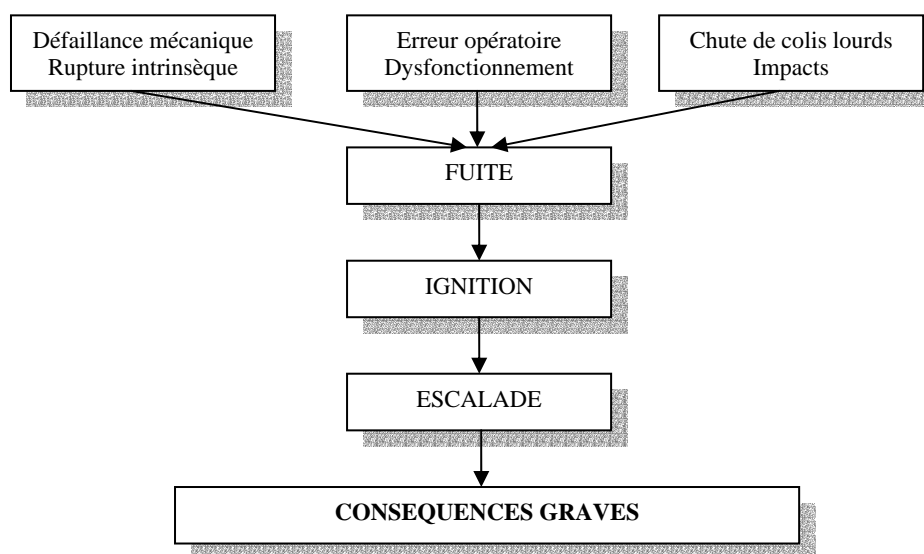 Défaillance mécanique
Rupture intrinsèque
Erreur opératoire
Dysfonctionnement
Chute de colis lourds
Impacts
FUITE
IGNITION
ESCALADE
CONSEQUENCES GRAVES